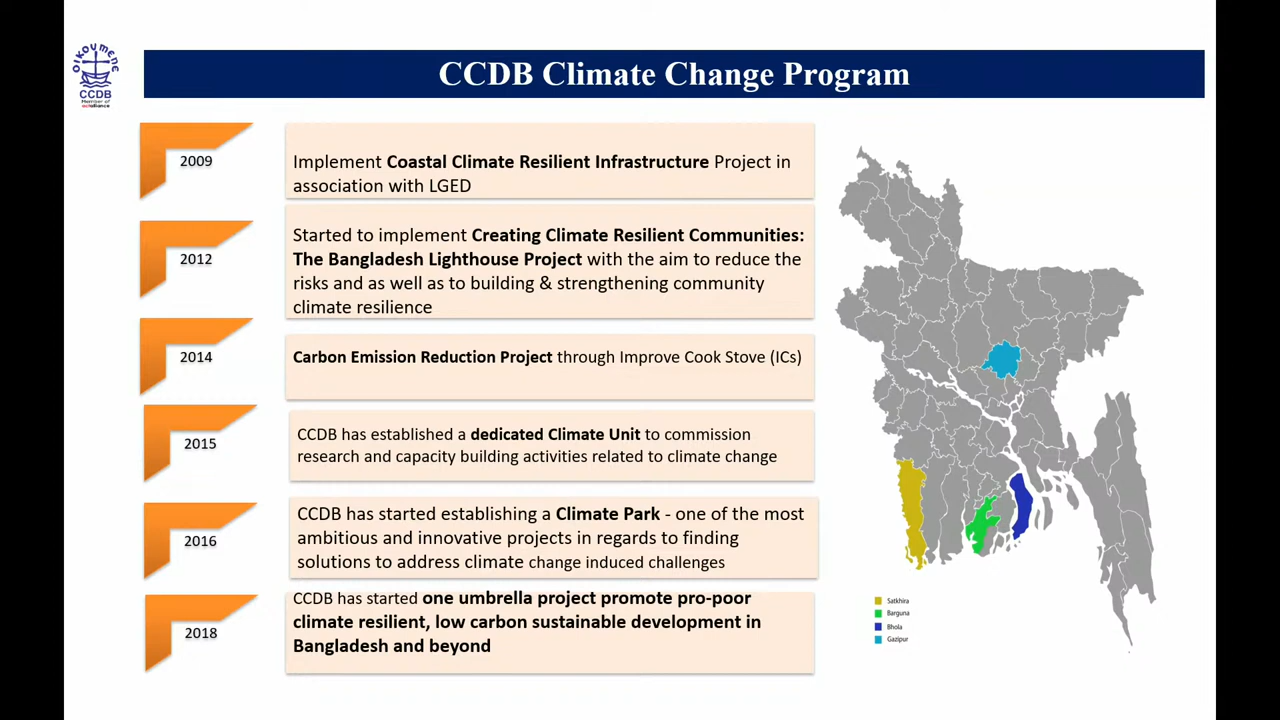 OIKOUMENE
CCDB
Member of
actalliance
CCDB Climate Change Program
2009
Implement Coastal Climate Resilient Infrastructure Project in
association with LGED
2012
Started to implement Creating Climate Resilient Communities:
The Bangladesh Lighthouse Project with the aim to reduce the
risks and as well as to building & strengthening community
climate resilience
2014
Carbon Emission Reduction Project through Improve Cook Stove (ICs)
2015
CCDB has established a dedicated Climate Unit to commission
research and capacity building activities related to climate change
2016
CCDB has started establishing a Climate Park - one of the most
ambitious and innovative projects in regards to finding
solutions to address climate change induced challenges
2018
CCDB has started one umbrella project promote pro-poor
climate resilient, low carbon sustainable development in
Bangladesh and beyond
Satkhira
Barguna
Bhola
Gazipur